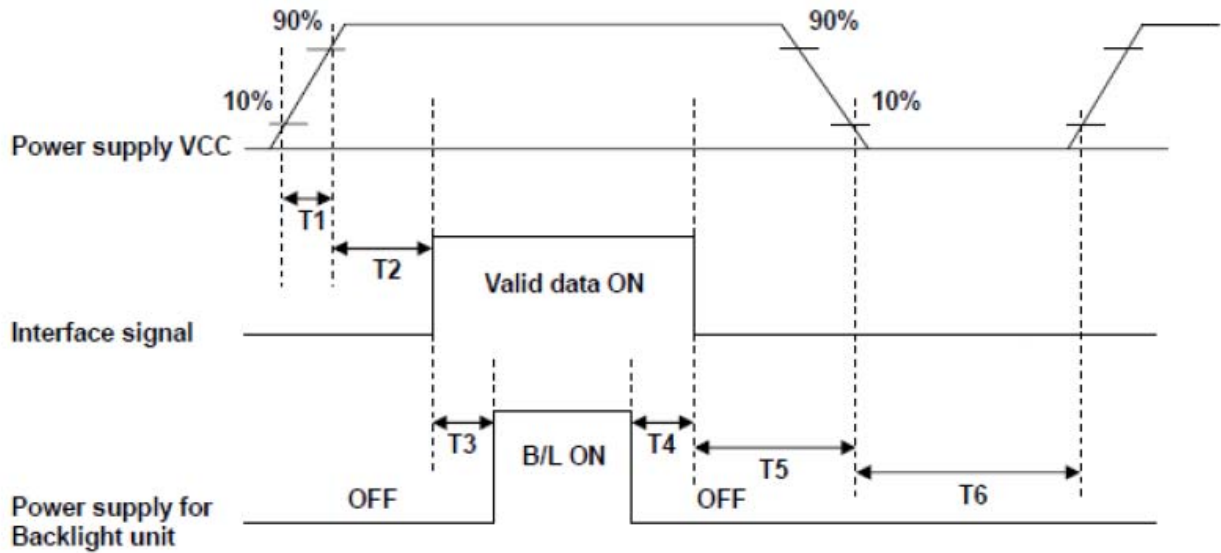 90%
90%
10%
10%
Power supply VCC
T1
T2
Valid data ON
Interface signal
T3
B/L ON
T4
T5
T6
OFF
OFF
Power supply for
Backlight unit